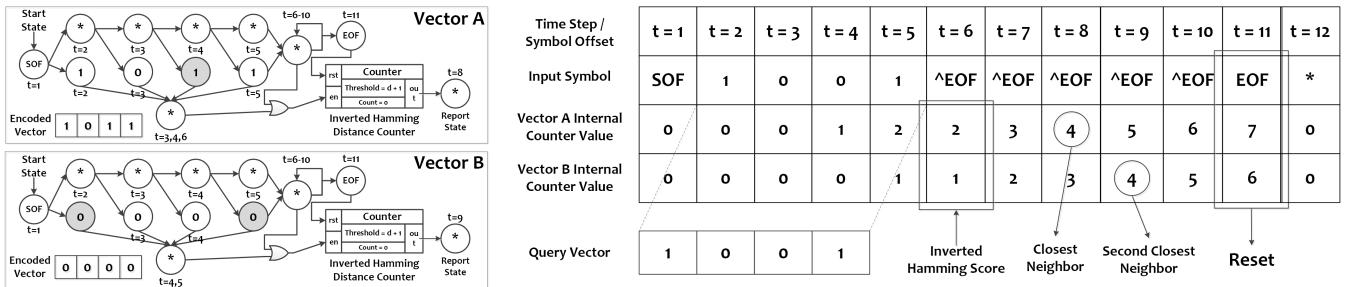 Start State
Vector A
t=6-10
t=11
* * * *
EOF
t=2 t=3 t=4 t=5
*
SOF
t=1
1 0 1 1
t=2 t=3 t=5
rst
en
Counter
Threshold = d + 1
Count = 0
ou t
t=8
*
Report State
Encoded Vector
1 0 1 1
*
t=3,4,6
Inverted Hamming Distance Counter
Start State
Vector B
t=6-10
t=11
* * * *
EOF
t=2 t=3 t=4 t=5
*
SOF
t=1
0 0 0 0
t=3 t=4
rst
en
Counter
Threshold = d + 1
Count = 0
ou t
t=9
*
Report State
Encoded Vector
0 0 0 0
*
t=4,5
Inverted Hamming Distance Counter
Time Step / Symbol Offset
t = 1 t = 2 t = 3 t = 4 t = 5 t = 6 t = 7 t = 8 t = 9 t = 10 t = 11 t = 12
Input Symbol
SOF 1 0 0 1 ^EOF ^EOF ^EOF ^EOF ^EOF EOF *
Vector A Internal Counter Value
0 0 0 1 2 2 3 4 5 6 7 0
Vector B Internal Counter Value
0 0 0 0 1 1 2 3 4 5 6 0
Query Vector
1 0 0 1
Inverted Hamming Score
Closest Neighbor
Second Closest Neighbor
Reset